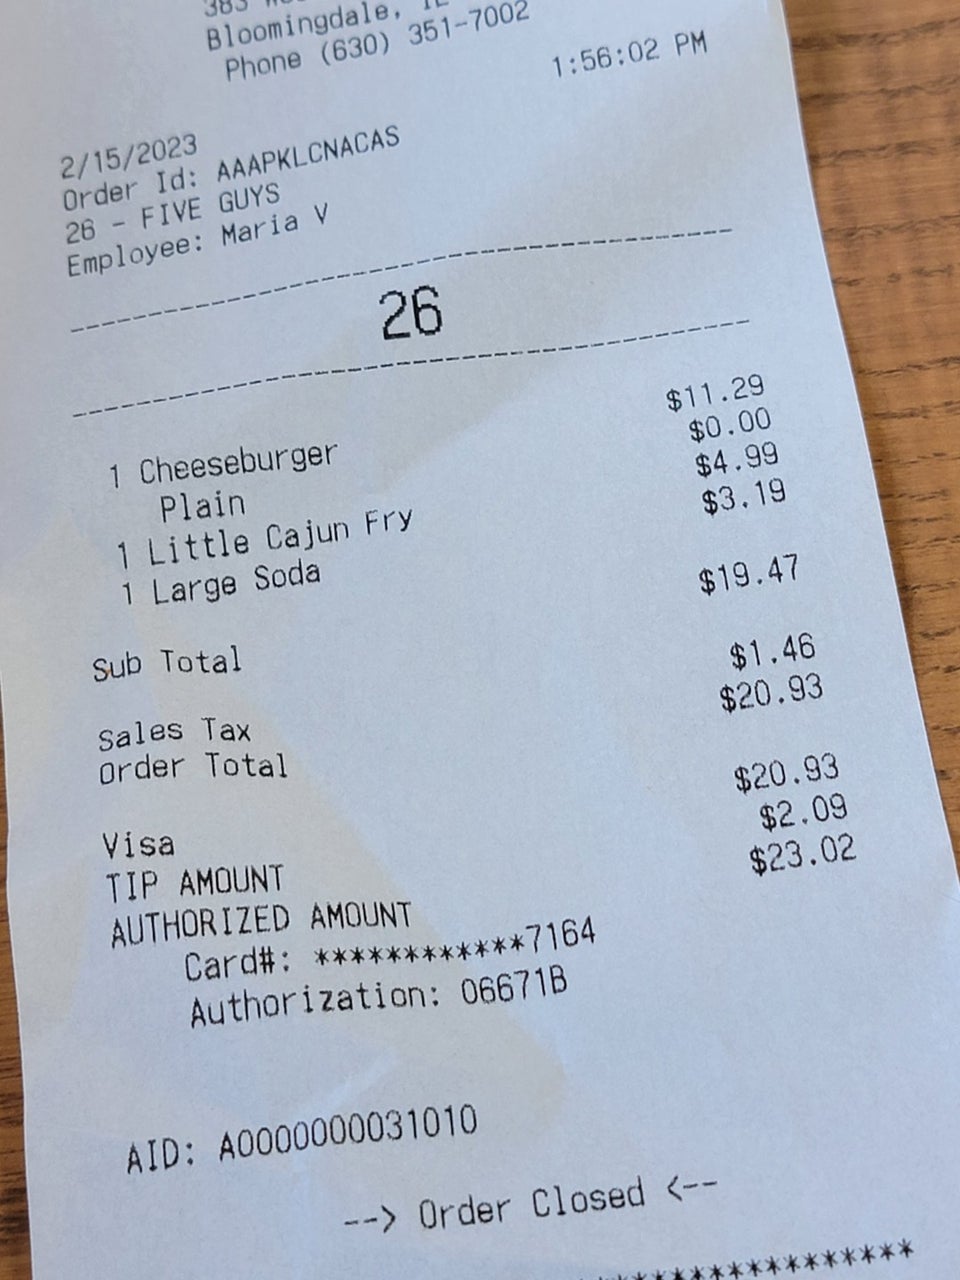 383
Bloomingdale, IL
Phone (630) 351-7002
1:56:02 PM
2/15/2023
Order Id: AAAPKLCNACAS
26 - FIVE GUYS
Employee: Maria V
26
1 Cheeseburger $11.29
Plain $0.00
1 Little Cajun Fry $4.99
1 Large Soda $3.19
Sub Total $19.47
Sales Tax $1.46
Order Total $20.93
Visa $20.93
TIP AMOUNT $2.09
AUTHORIZED AMOUNT $23.02
Card#: ************7164
Authorization: 06671B
AID: A0000000031010
--> Order Closed <--